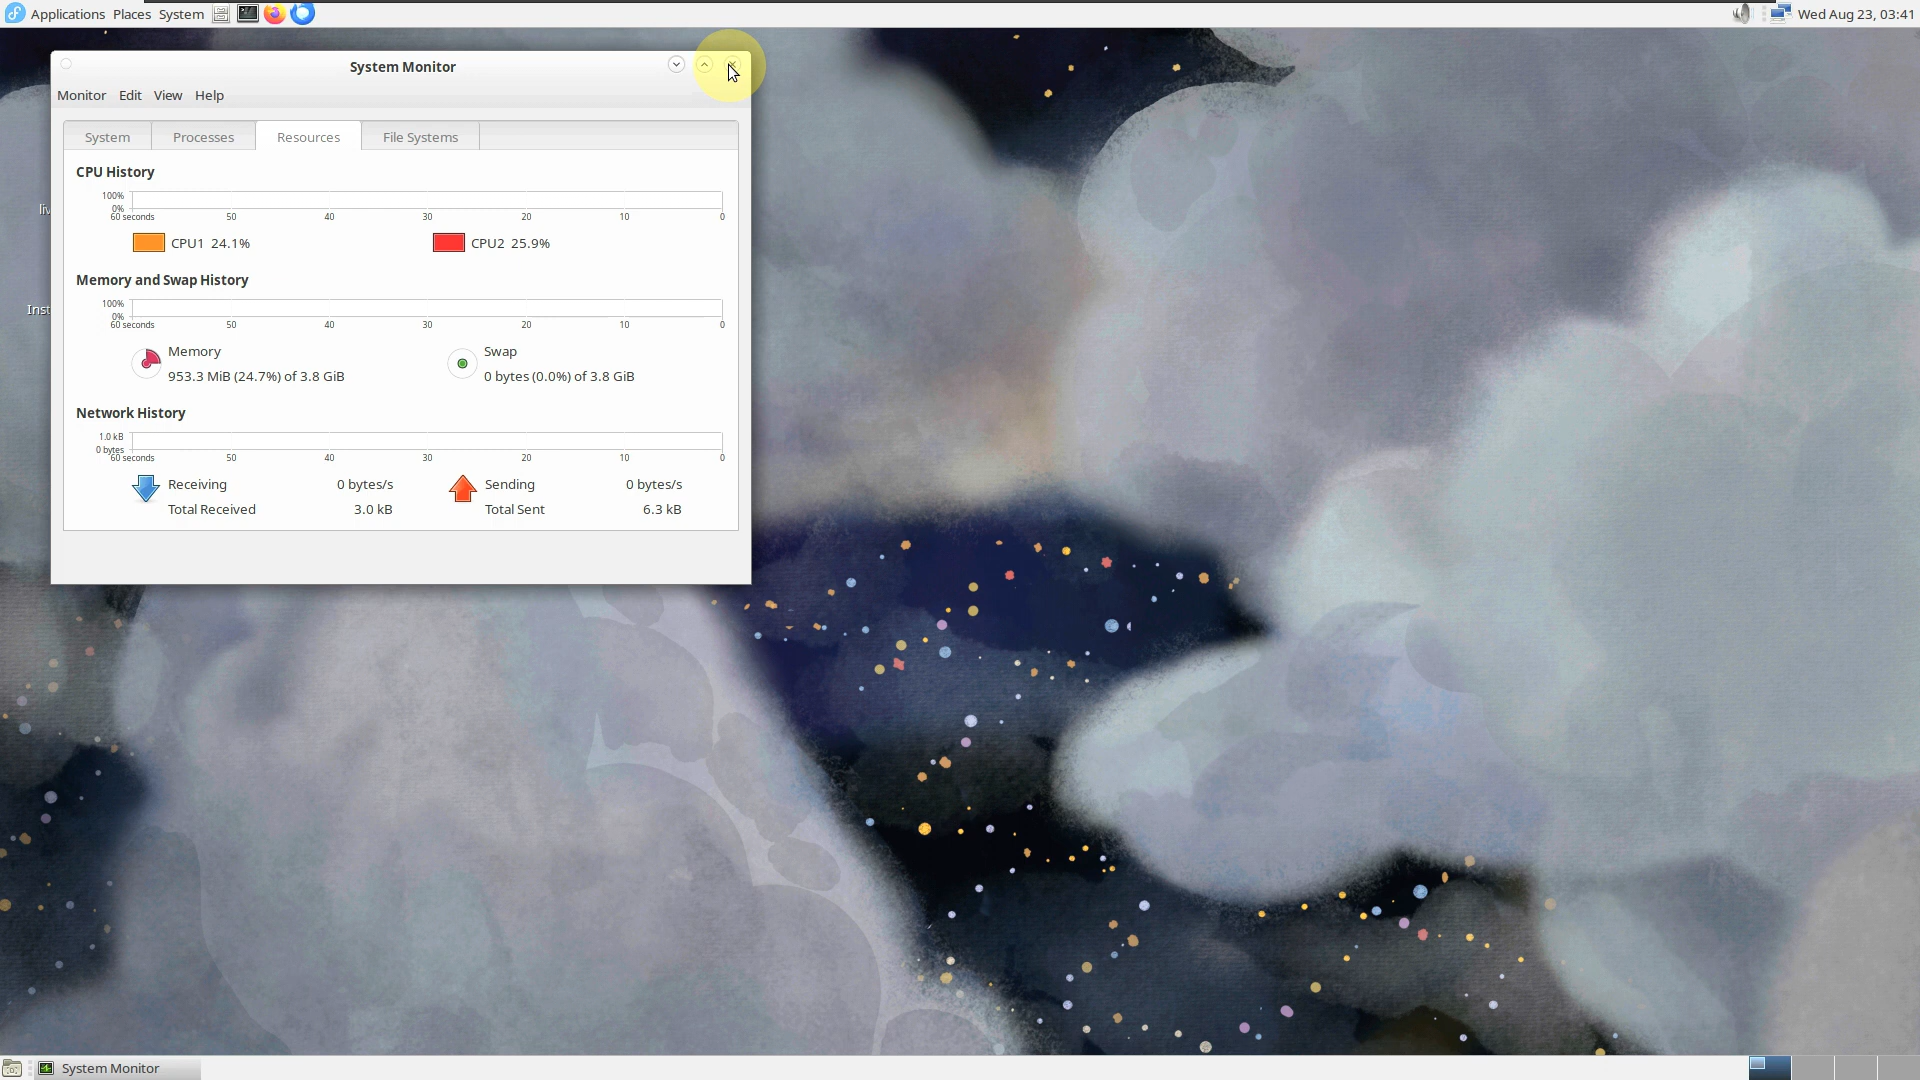 Applications Places System
Wed Aug 23, 03:41
System Monitor
Monitor Edit View Help
System Processes Resources File Systems
CPU History
100%
0%
60 seconds 50 40 30 20 10 0
CPU1 24.1% CPU2 25.9%
Memory and Swap History
100%
0%
60 seconds 50 40 30 20 10 0
Memory Swap
953.3 MiB (24.7%) of 3.8 GiB 0 bytes (0.0%) of 3.8 GiB
Network History
1.0 kB
0 bytes
60 seconds 50 40 30 20 10 0
Receiving 0 bytes/s Sending 0 bytes/s
Total Received 3.0 kB Total Sent 6.3 kB
liv
Inst
System Monitor